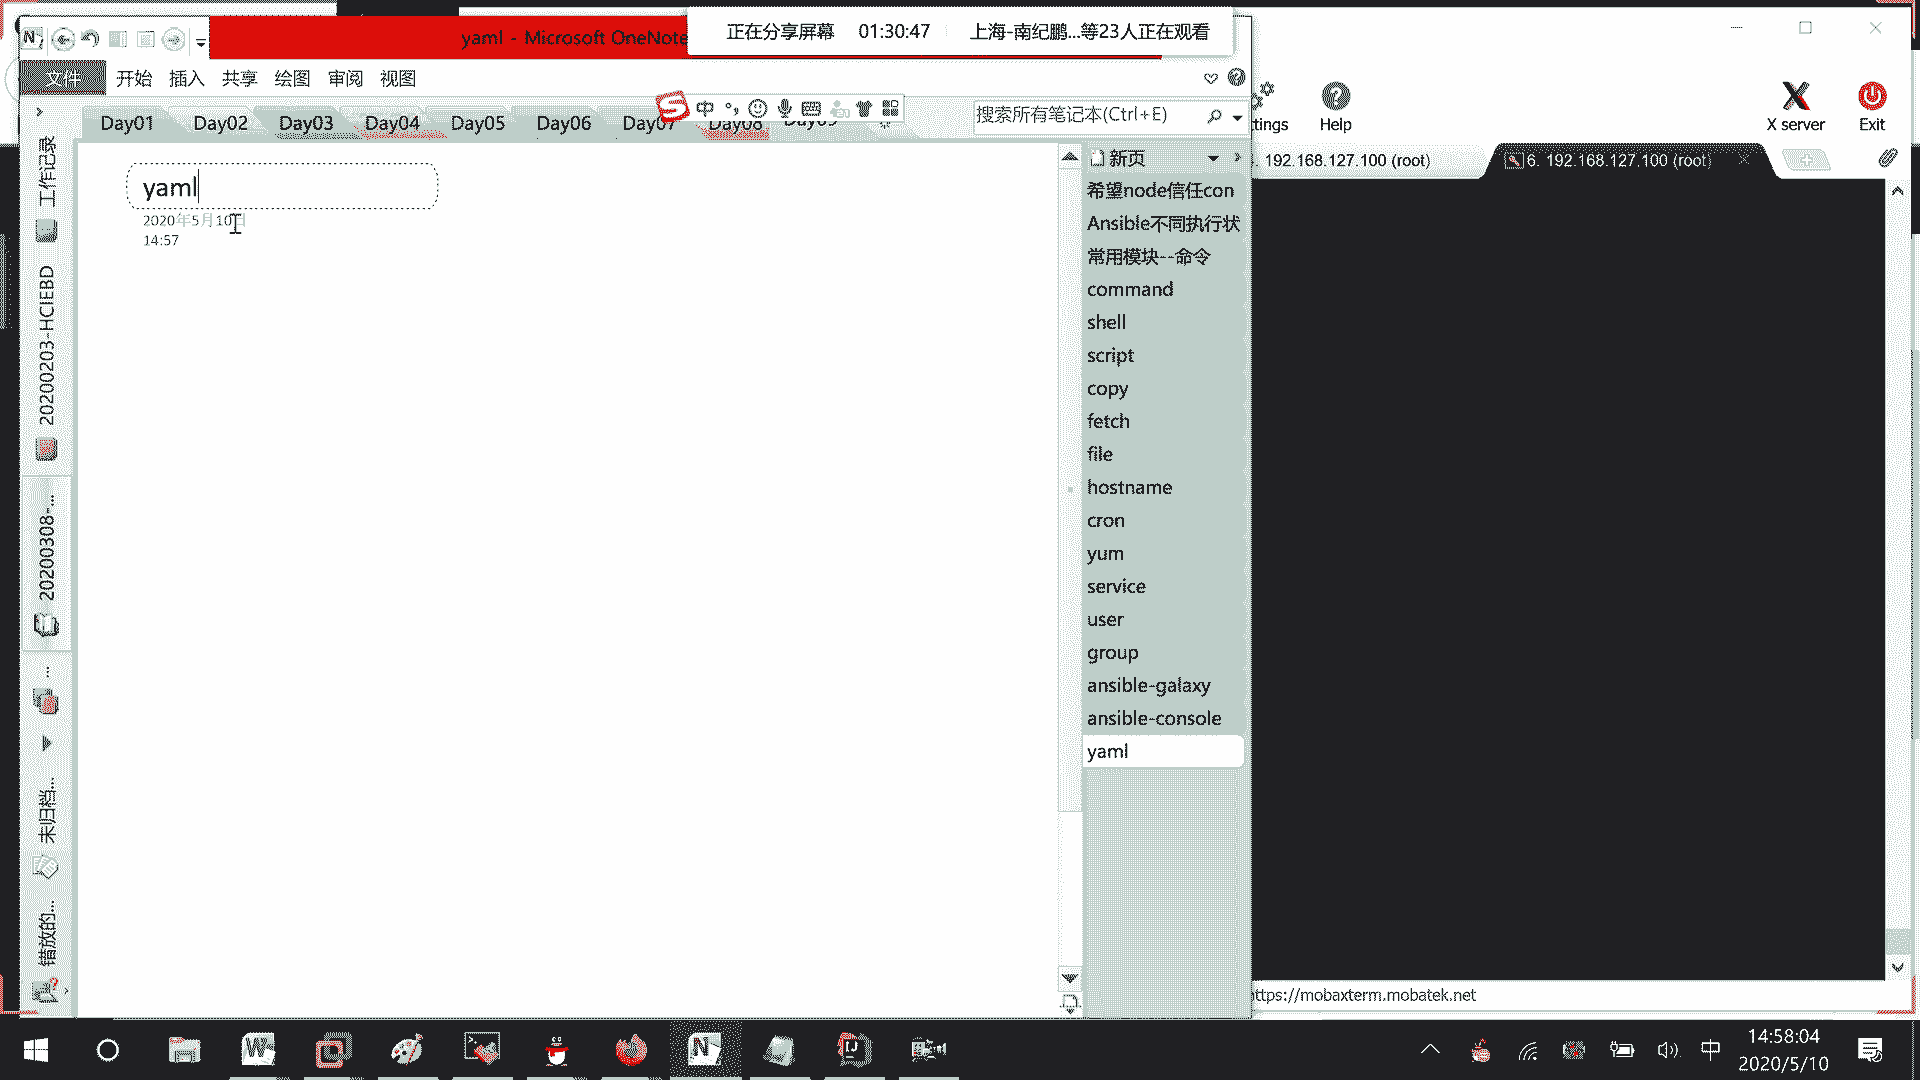 yaml - Microsoft OneNote
正在分享屏幕 01:30:47 上海-南纪鹏...等23人正在观看
文件 开始 插入 共享 绘图 审阅 视图
中
Day01 Day02 Day03 Day04 Day05 Day06 Day07 Day08 Day09
搜索所有笔记本(Ctrl+E)
tings Help X server Exit
. 192.168.127.100 (root) 6. 192.168.127.100 (root)
yaml
2020年5月10日
14:57
新页
希望node信任con
Ansible不同执行状
常用模块--命令
command
shell
script
copy
fetch
file
hostname
cron
yum
service
user
group
ansible-galaxy
ansible-console
yaml
工作记录
20200203-HCIEBD
20200308-...
...
未归档...
错放的...
https://mobaxterm.mobatek.net
中
14:58:04
2020/5/10